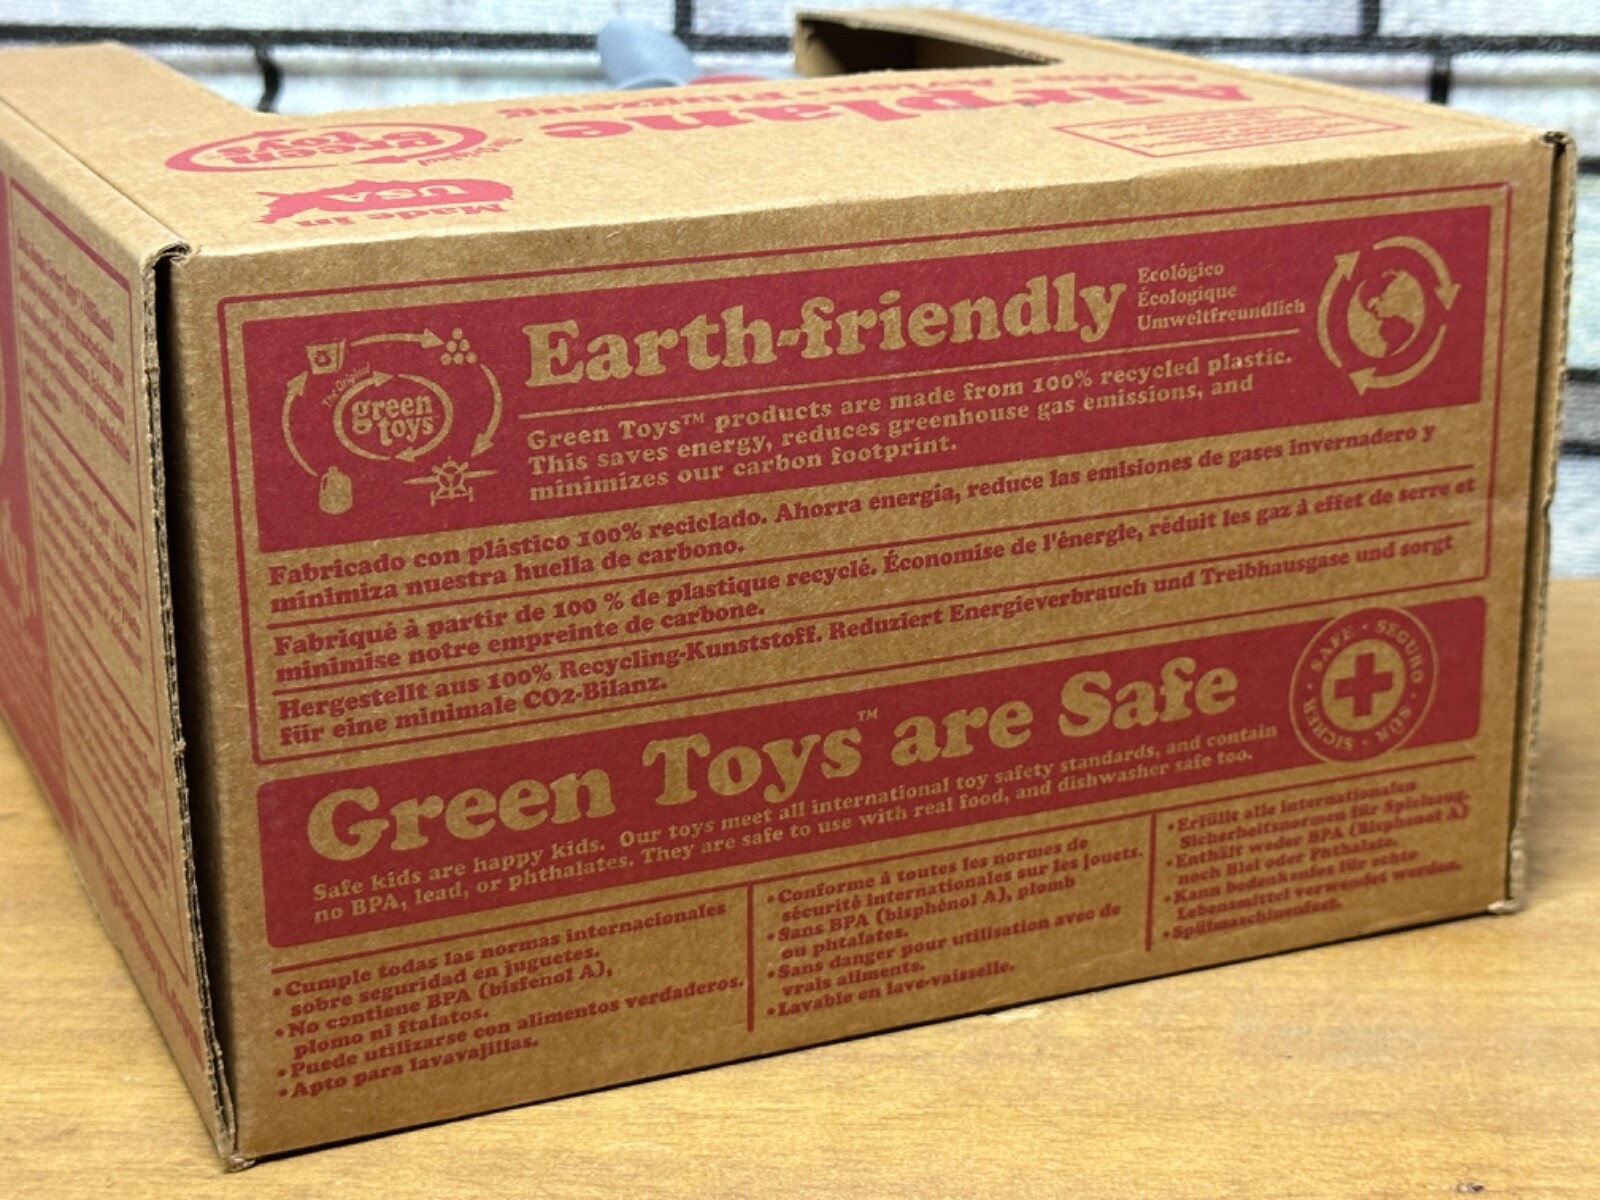 Airplane
Avión • Avion • Flugzeug
The Original
green
toys
Made in
USA
Earth-friendly
Ecológico
Écologique
Umweltfreundlich
The Original
green
toys
Green Toys™ products are made from 100% recycled plastic.
This saves energy, reduces greenhouse gas emissions, and
minimizes our carbon footprint.
Fabricado con plástico 100% reciclado. Ahorra energía, reduce las emisiones de gases invernadero y
minimiza nuestra huella de carbono.
Fabriqué à partir de 100 % de plastique recyclé. Économise de l'énergie, réduit les gaz à effet de serre et
minimise notre empreinte de carbone.
Hergestellt aus 100% Recycling-Kunststoff. Reduziert Energieverbrauch und Treibhausgase und sorgt
für eine minimale CO2-Bilanz.
Green Toys™ are Safe
SAFE • SEGURO • SÛR • SICHER •
Safe kids are happy kids. Our toys meet all international toy safety standards, and contain
no BPA, lead, or phthalates. They are safe to use with real food, and dishwasher safe too.
• Cumple todas las normas internacionales
sobre seguridad en juguetes.
• No contiene BPA (bisfenol A),
plomo ni ftalatos.
• Puede utilizarse con alimentos verdaderos.
• Apto para lavavajillas.
• Conforme à toutes les normes de
sécurité internationales sur les jouets.
• Sans BPA (bisphénol A), plomb
ou phtalates.
• Sans danger pour utilisation avec de
vrais aliments.
• Lavable en lave-vaisselle.
• Erfüllt alle internationalen
Sicherheitsnormen für Spielzeug.
• Enthält weder BPA (Bisphenol A)
noch Blei oder Phthalate.
• Kann bedenkenlos für echte
Lebensmittel verwendet werden.
• Spülmaschinenfest.